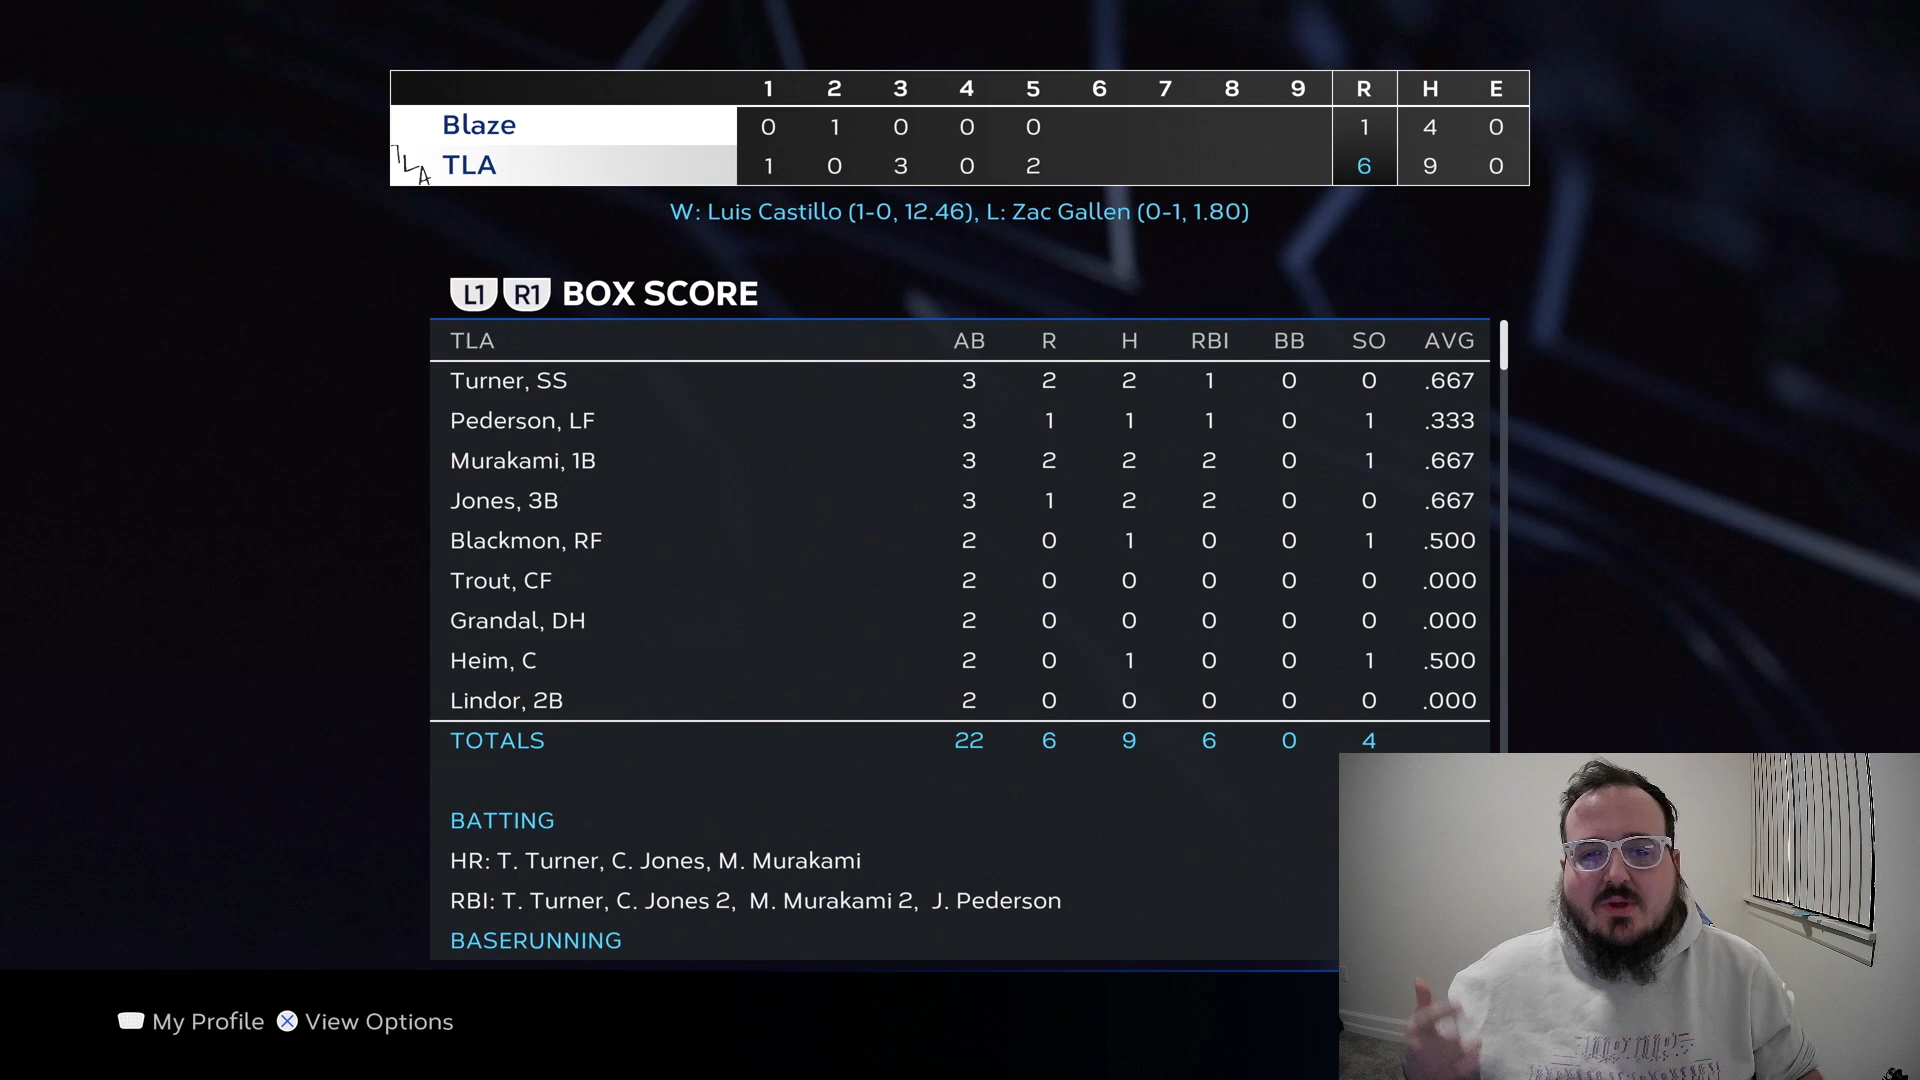 1 2 3 4 5 6 7 8 9 R H E
Blaze 0 1 0 0 0 1 4 0
TLA TLA 1 0 3 0 2 6 9 0
W: Luis Castillo (1-0, 12.46), L: Zac Gallen (0-1, 1.80)
L1 R1 BOX SCORE
TLA AB R H RBI BB SO AVG
Turner, SS 3 2 2 1 0 0 .667
Pederson, LF 3 1 1 1 0 1 .333
Murakami, 1B 3 2 2 2 0 1 .667
Jones, 3B 3 1 2 2 0 0 .667
Blackmon, RF 2 0 1 0 0 1 .500
Trout, CF 2 0 0 0 0 0 .000
Grandal, DH 2 0 0 0 0 0 .000
Heim, C 2 0 1 0 0 1 .500
Lindor, 2B 2 0 0 0 0 0 .000
TOTALS 22 6 9 6 0 4
BATTING
HR: T. Turner, C. Jones, M. Murakami
RBI: T. Turner, C. Jones 2, M. Murakami 2, J. Pederson
BASERUNNING
My Profile View Options